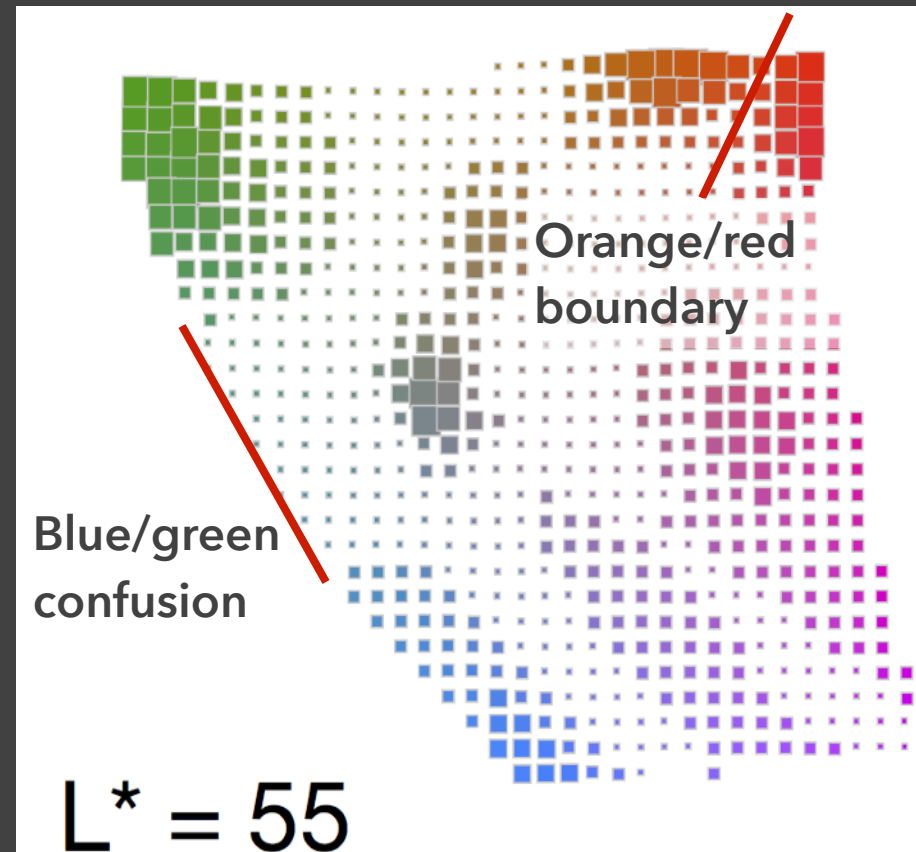 Orange/red
boundary
Blue/green
confusion
L* = 55